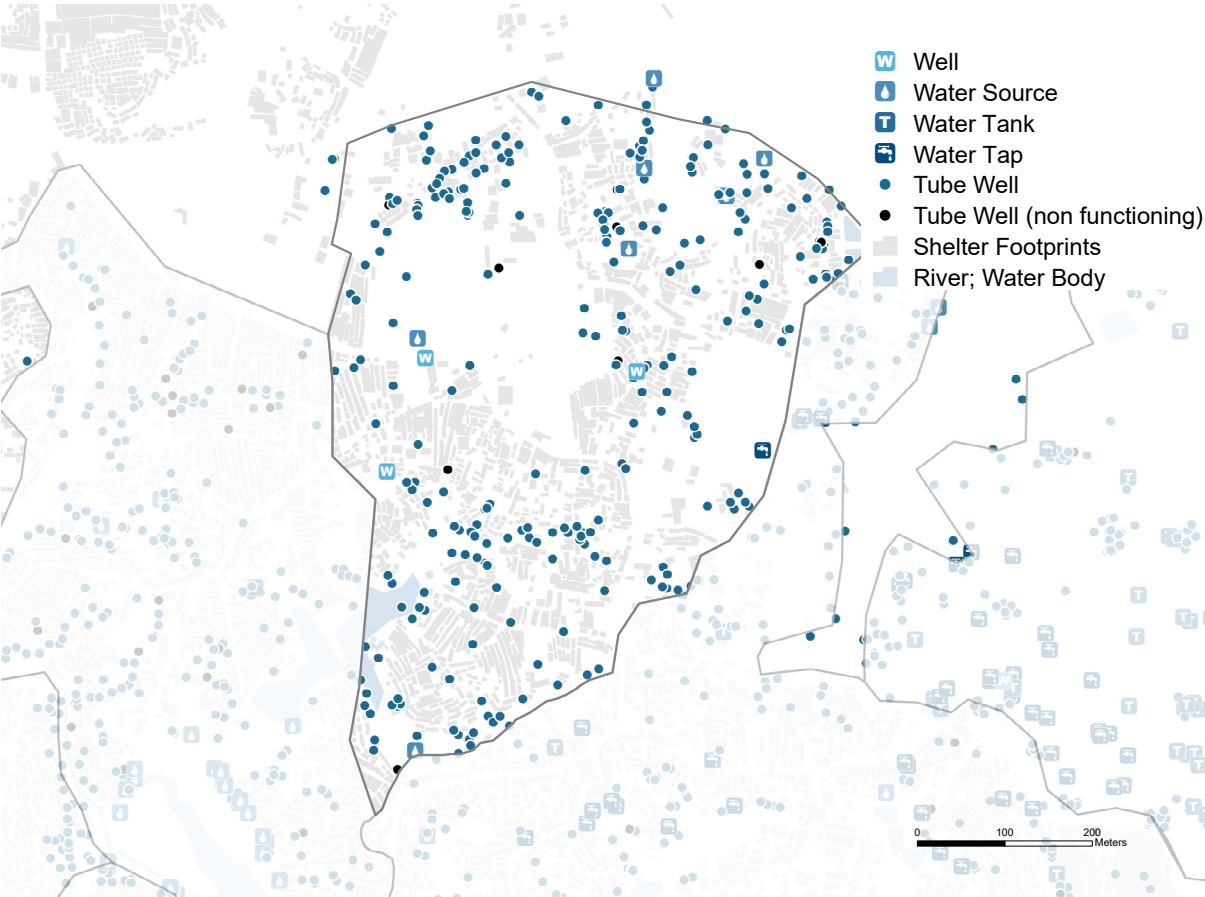 Well
Water Source
Water Tank
Water Tap
Tube Well
Tube Well (non functioning)
Shelter Footprints
River; Water Body
0 100 200
Meters